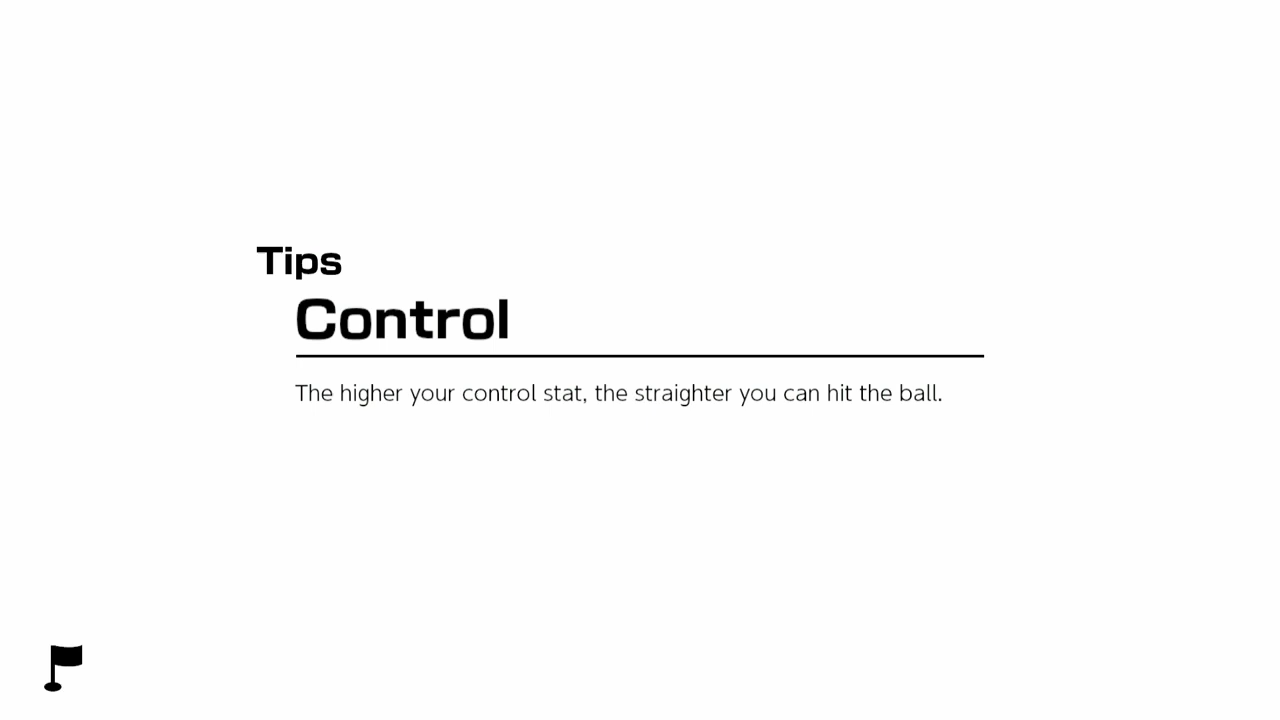 Tips
Control
The higher your control stat, the straighter you can hit the ball.